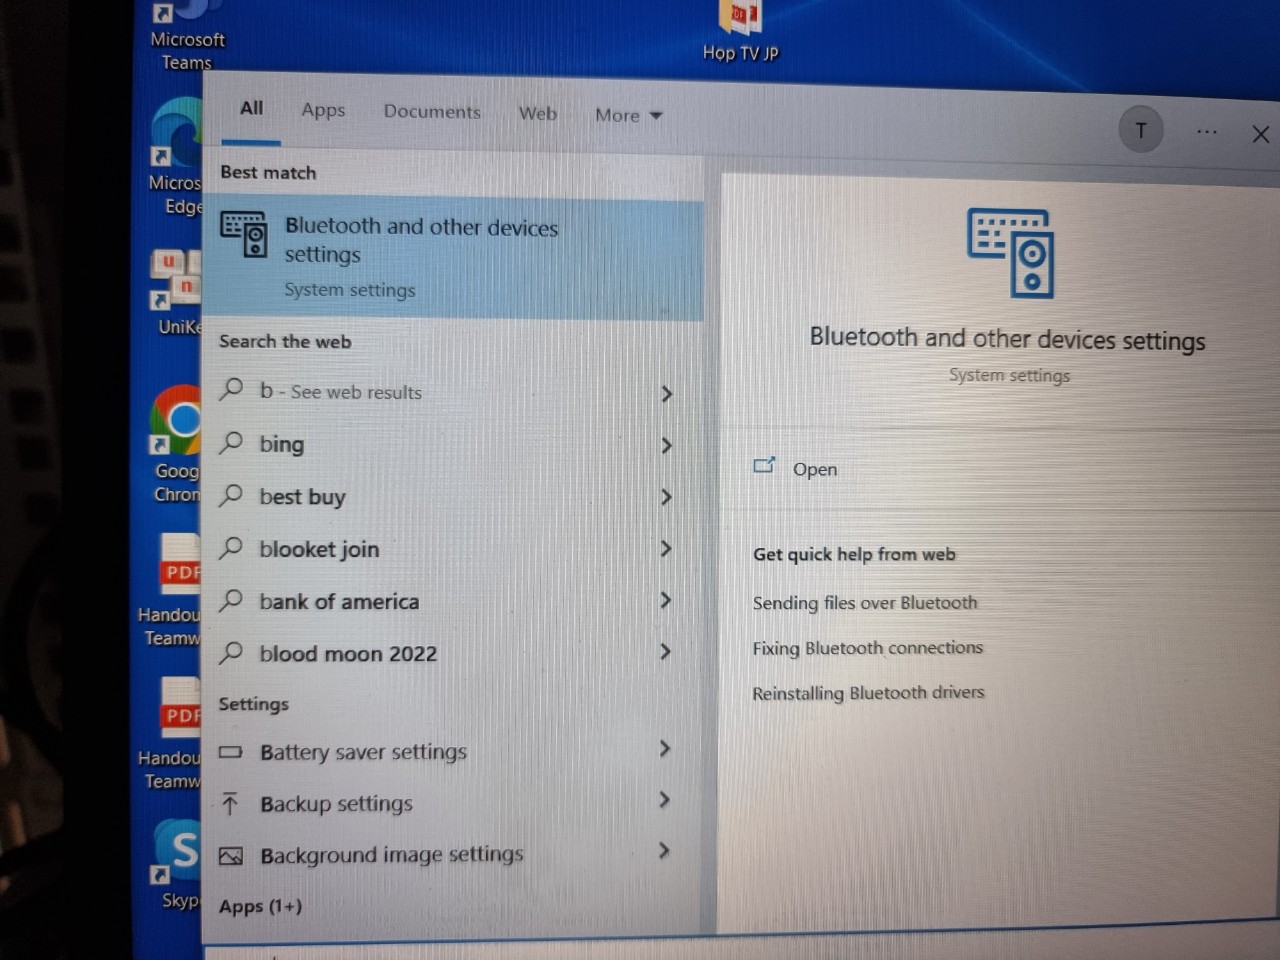 Microsoft
Teams
Hop TV JP
All
Apps
Documents
Web
More
T
Micros
Edge
UniKe
Goog
Chron
PDF
Handou
Teamw
PDF
Handou
Teamw
S
Skyp
Best match
Bluetooth and other devices
settings
System settings
Search the web
b - See web results
bing
best buy
blooket join
bank of america
blood moon 2022
Settings
Battery saver settings
Backup settings
Background image settings
Apps (1+)
Bluetooth and other devices settings
System settings
Open
Get quick help from web
Sending files over Bluetooth
Fixing Bluetooth connections
Reinstalling Bluetooth drivers